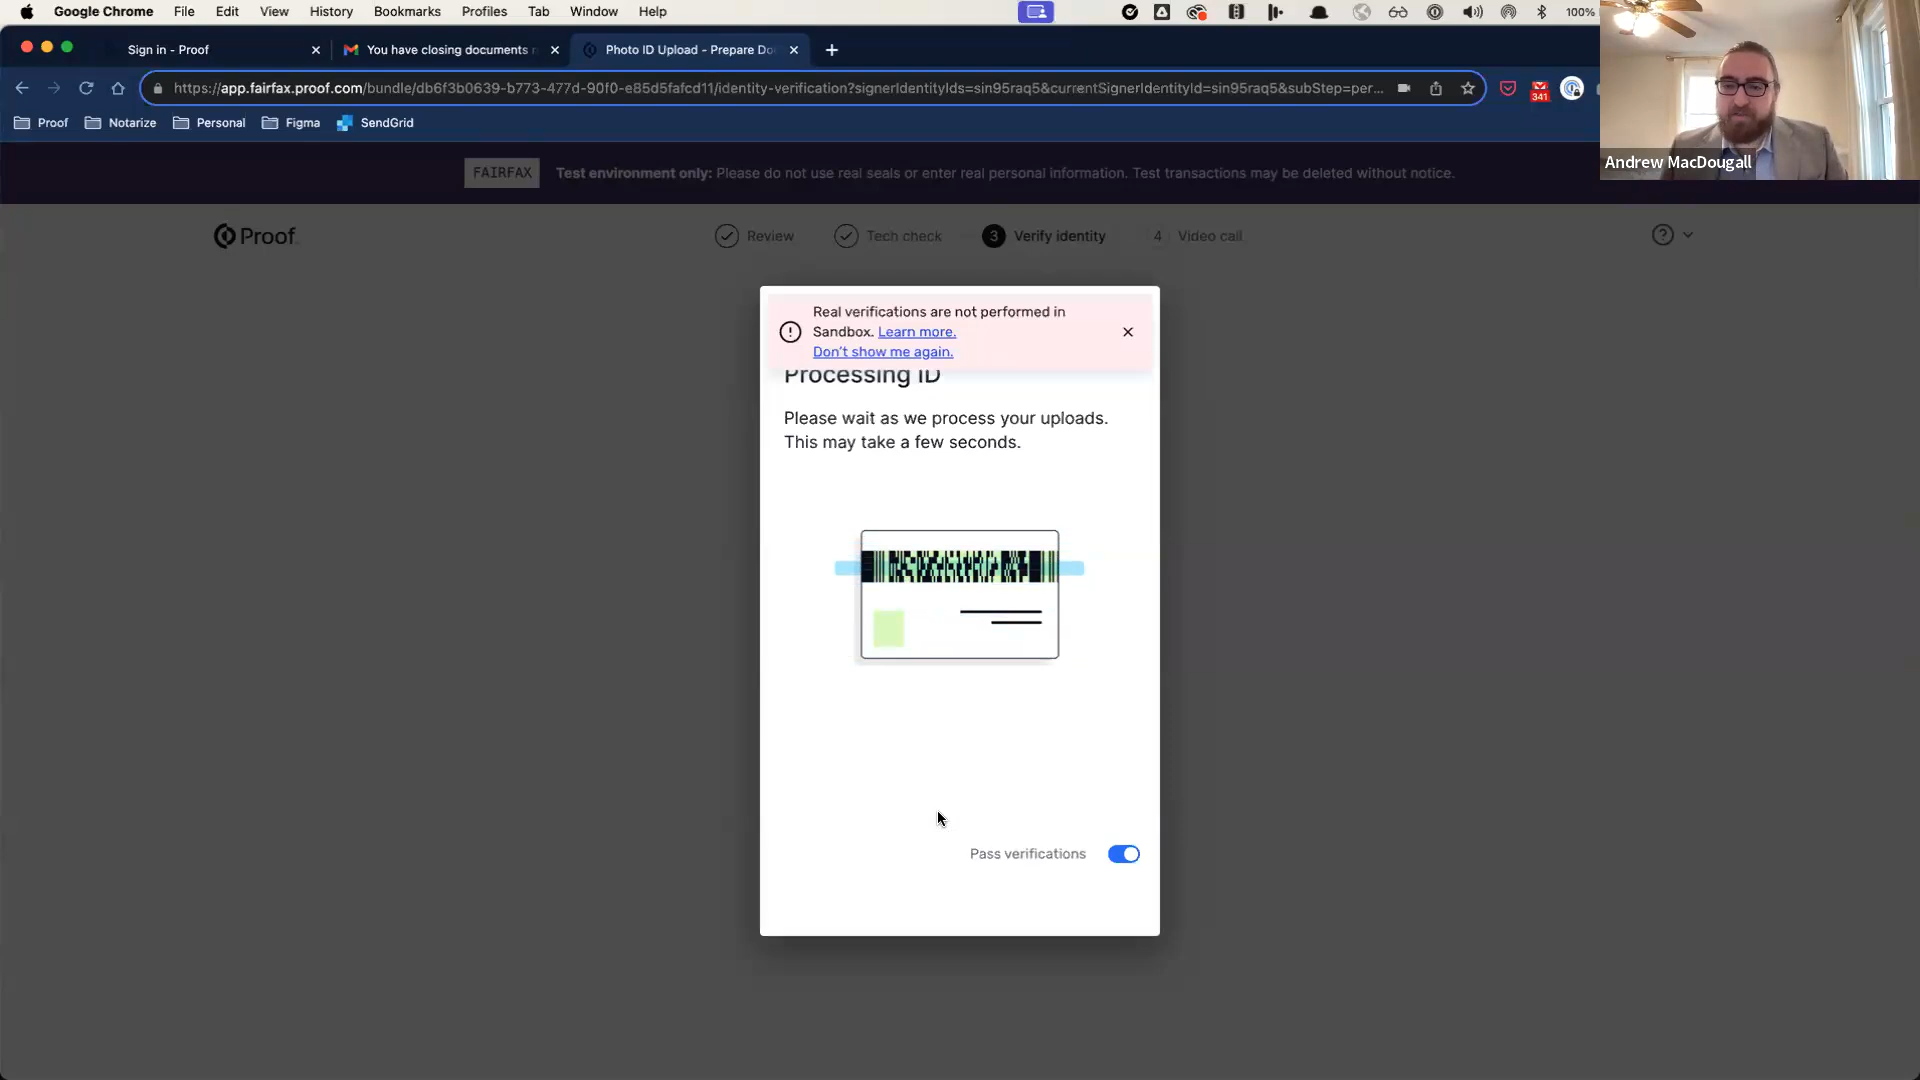 Google Chrome File Edit View History Bookmarks Profiles Tab Window Help 100%
Sign in - Proof
You have closing documents
Photo ID Upload - Prepare Do
https://app.fairfax.proof.com/bundle/db6f3b0639-b773-477d-90f0-e85d5fafcd11/identity-verification?signerIdentityIds=sin95raq5&currentSignerIdentityId=sin95raq5&subStep=per...
341
Proof Notarize Personal Figma SendGrid
Andrew MacDougall
FAIRFAX Test environment only: Please do not use real seals or enter real personal information. Test transactions may be deleted without notice.
Proof. Review Tech check 3 Verify identity 4 Video call ?
Real verifications are not performed in
Sandbox. Learn more.
Don't show me again.
Processing ID
Please wait as we process your uploads.
This may take a few seconds.
Pass verifications